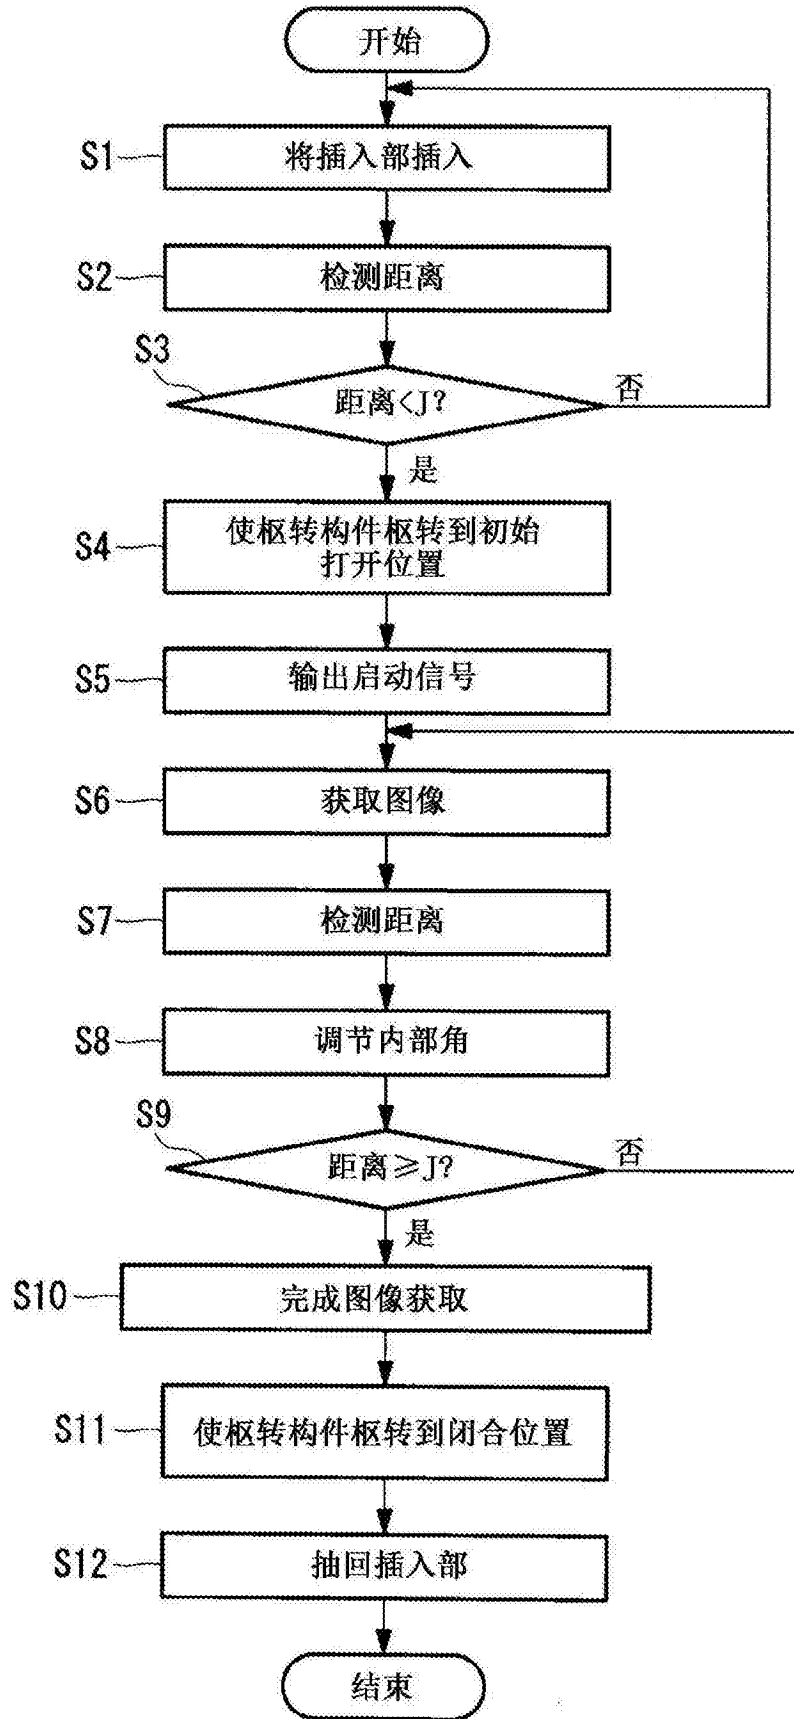 开始
S1
将插入部插入
S2
检测距离
S3
距离<J?
否
是
S4
使枢转构件枢转到初始
打开位置
S5
输出启动信号
S6
获取图像
S7
检测距离
S8
调节内部角
S9
距离≥J?
否
是
S10
完成图像获取
S11
使枢转构件枢转到闭合位置
S12
抽回插入部
结束